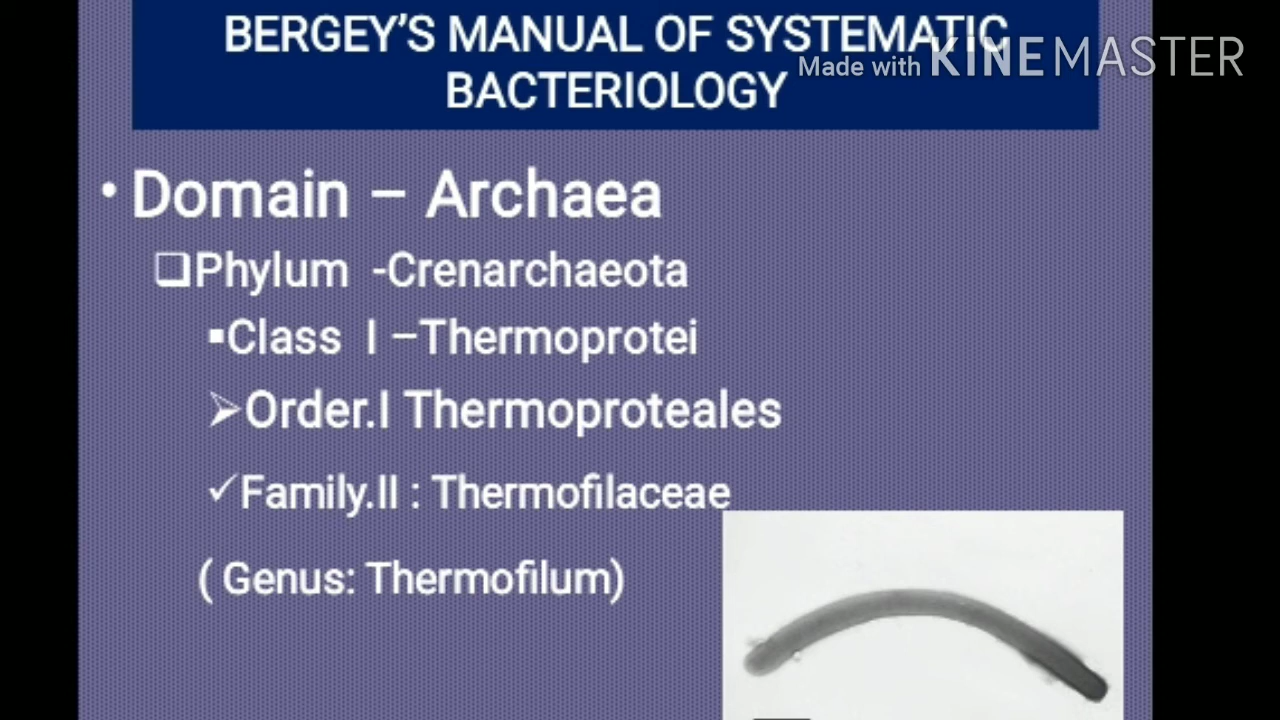 BERGEY'S MANUAL OF SYSTEMATIC
BACTERIOLOGY
Made with KINEMASTER
• Domain – Archaea
❑Phylum -Crenarchaeota
▪Class I –Thermoprotei
➢Order.I Thermoproteales
✓Family.II : Thermofilaceae
( Genus: Thermofilum)